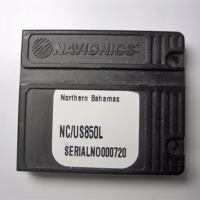 NAVIONICS
Northern Bahamas
NC/US850L
SERIALNO000720